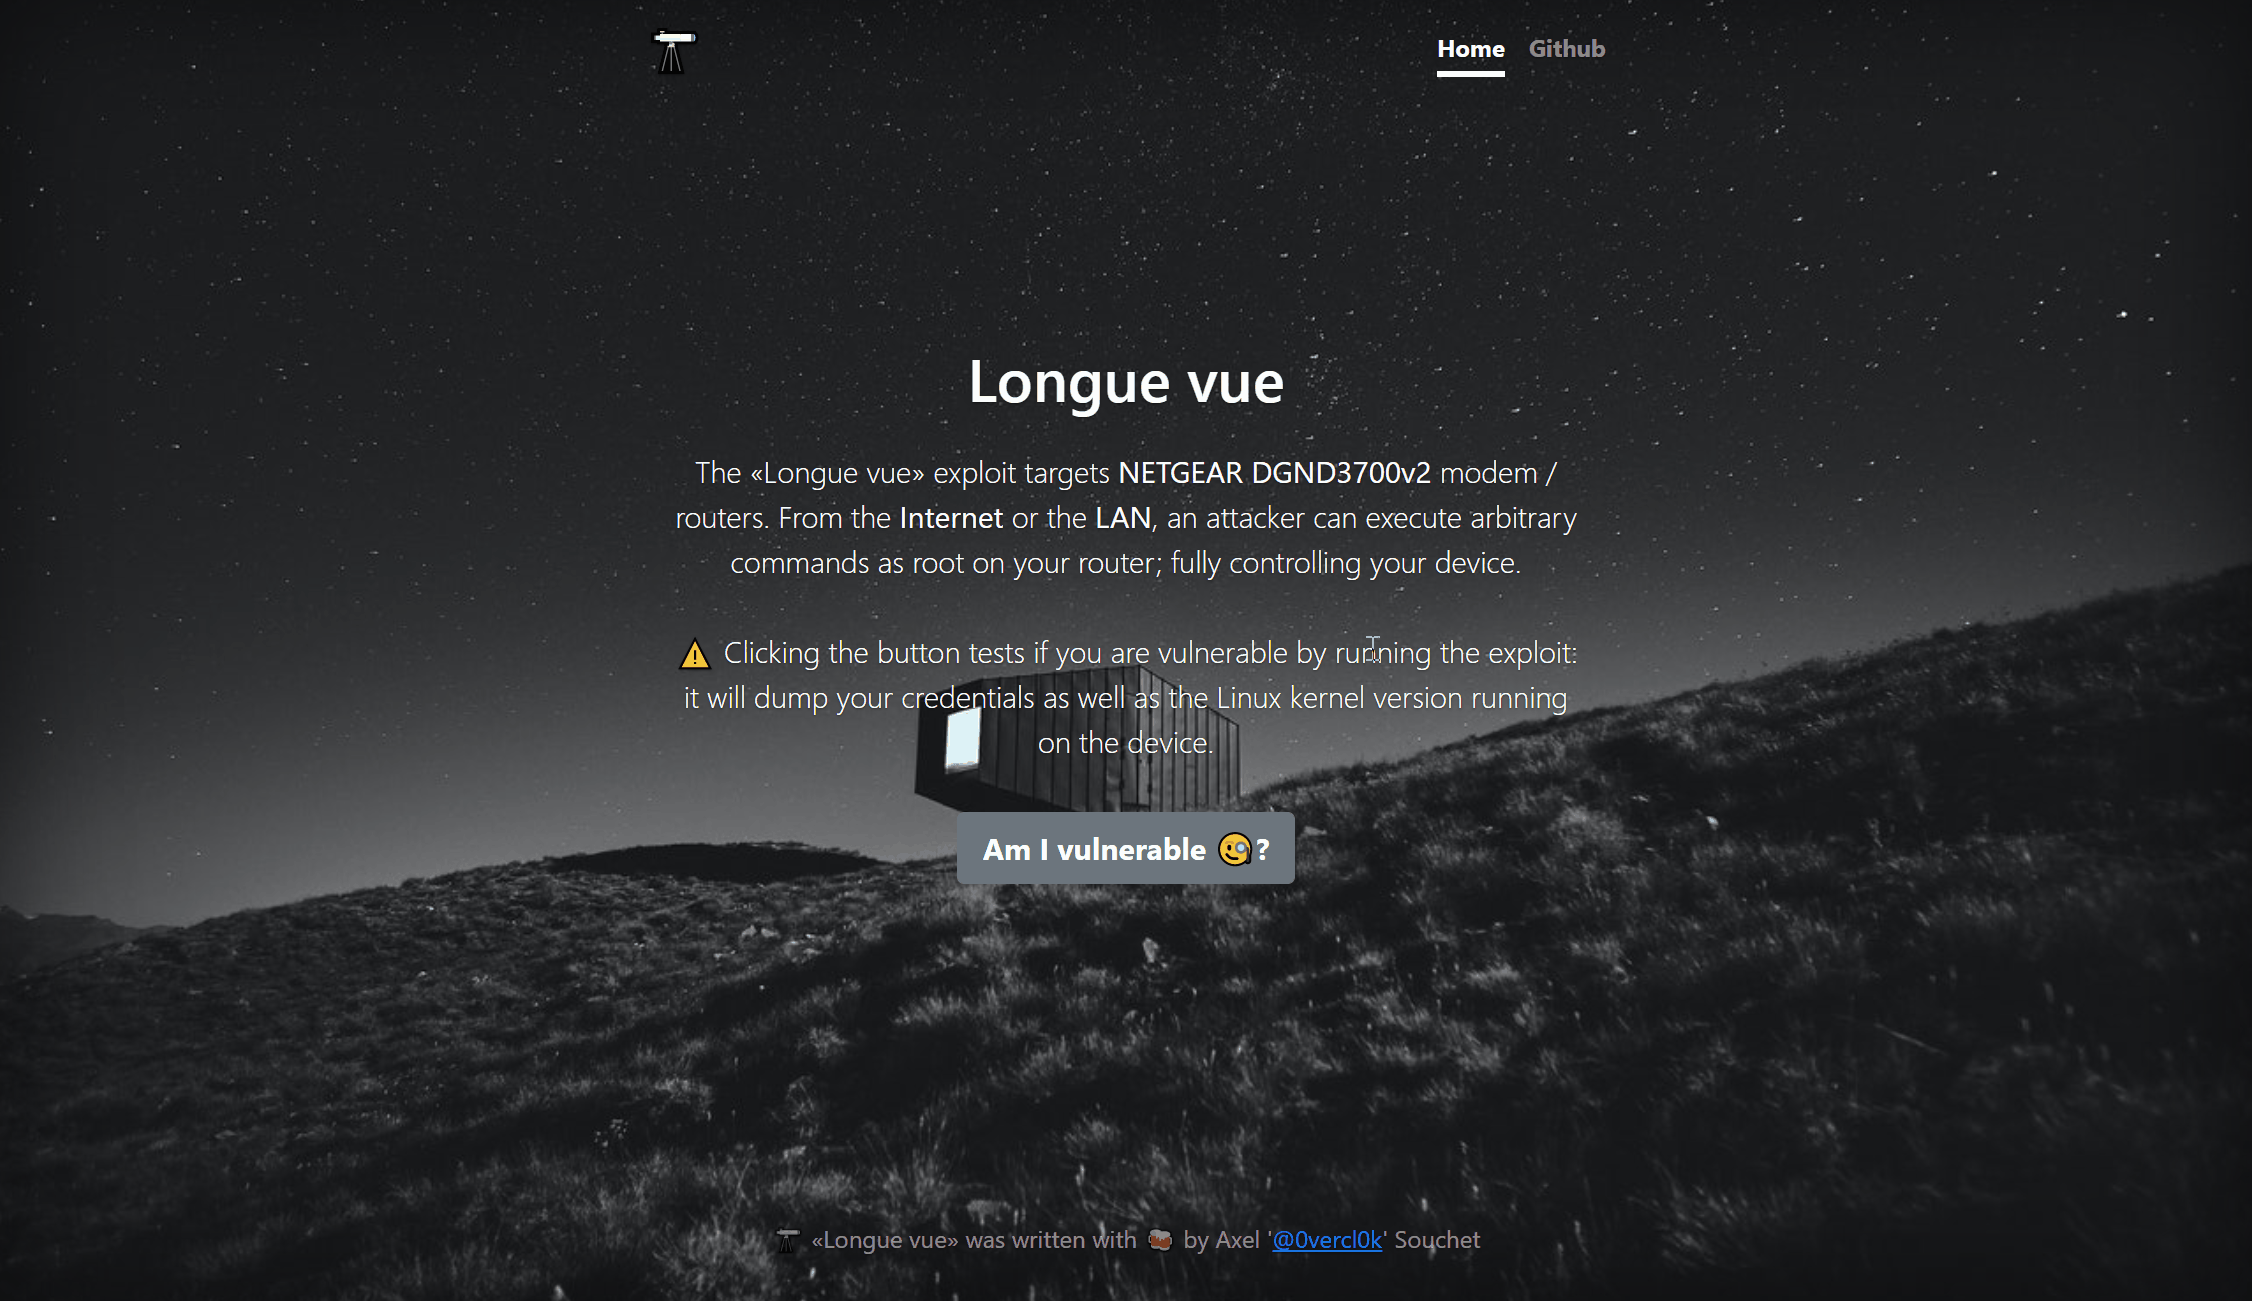 Home Github
Longue vue
The «Longue vue» exploit targets NETGEAR DGND3700v2 modem /
routers. From the Internet or the LAN, an attacker can execute arbitrary
commands as root on your router; fully controlling your device.
⚠️ Clicking the button tests if you are vulnerable by running the exploit:
it will dump your credentials as well as the Linux kernel version running
on the device.
Am I vulnerable 🧐?
«Longue vue» was written with 🍻 by Axel '@0vercl0k' Souchet